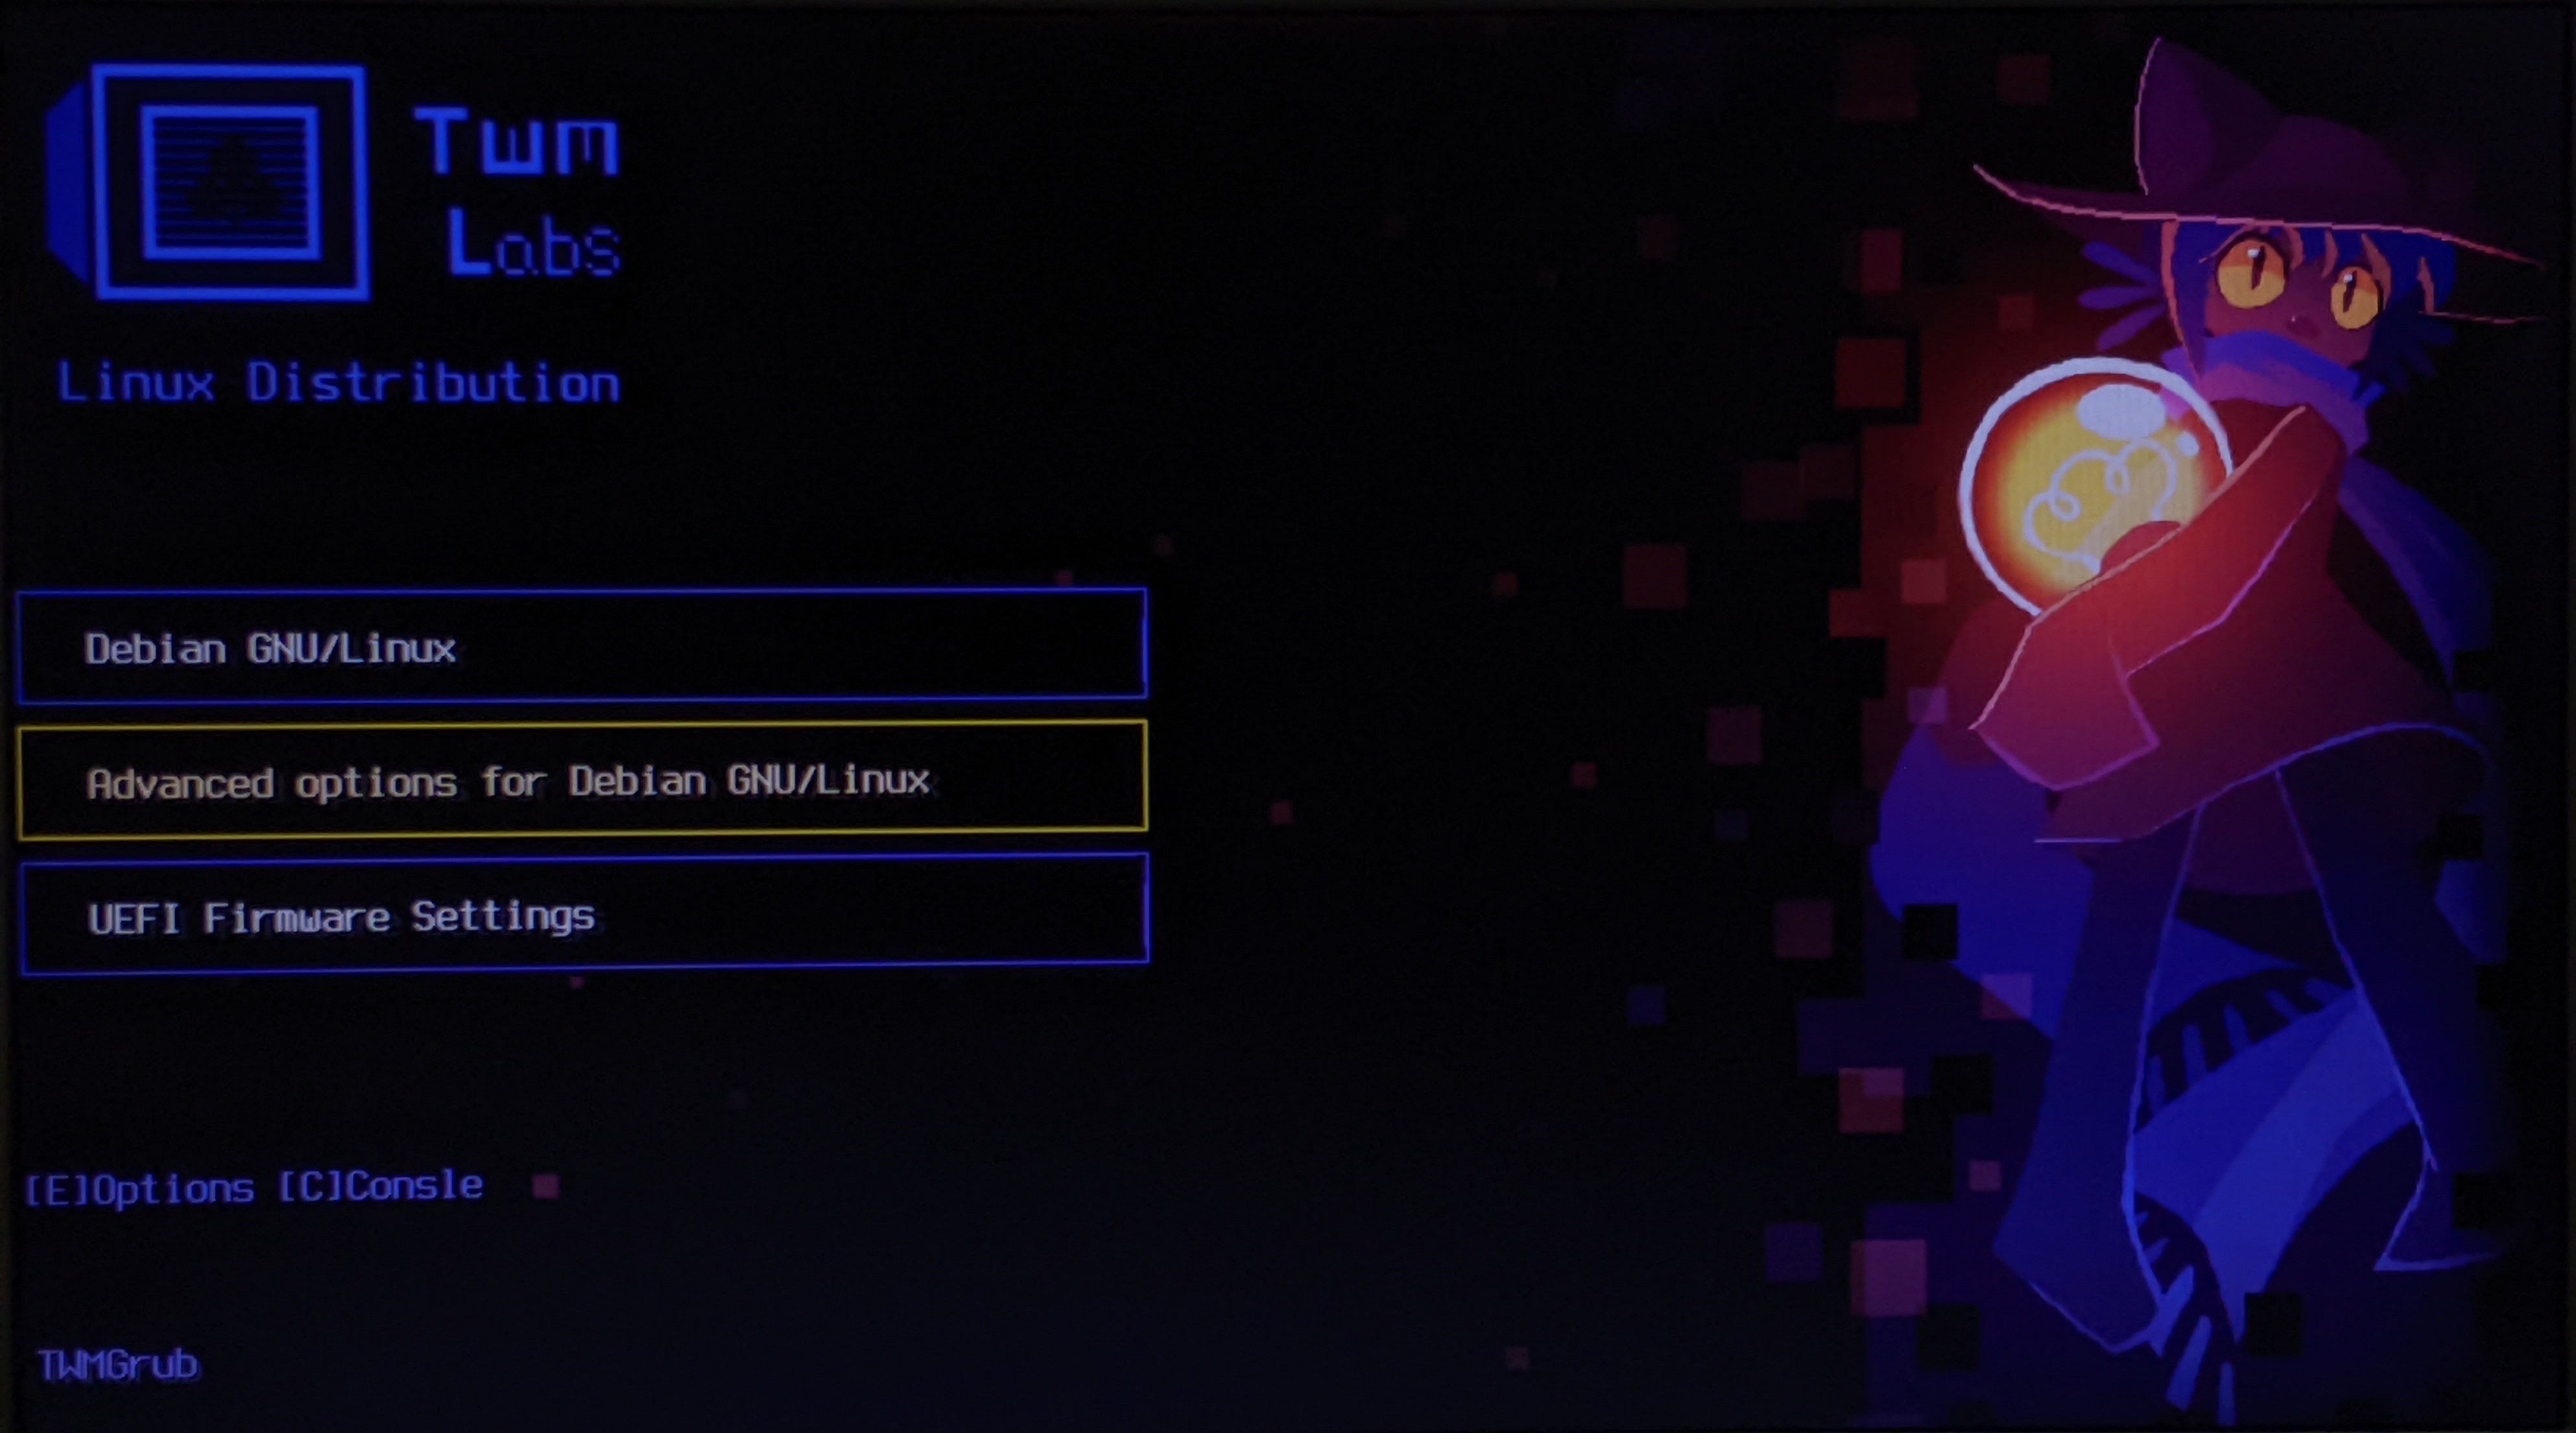 Twm
Labs
Linux Distribution
Debian GNU/Linux
Advanced options for Debian GNU/Linux
UEFI Firmware Settings
[E]Options [C]Consle
TWMGrub